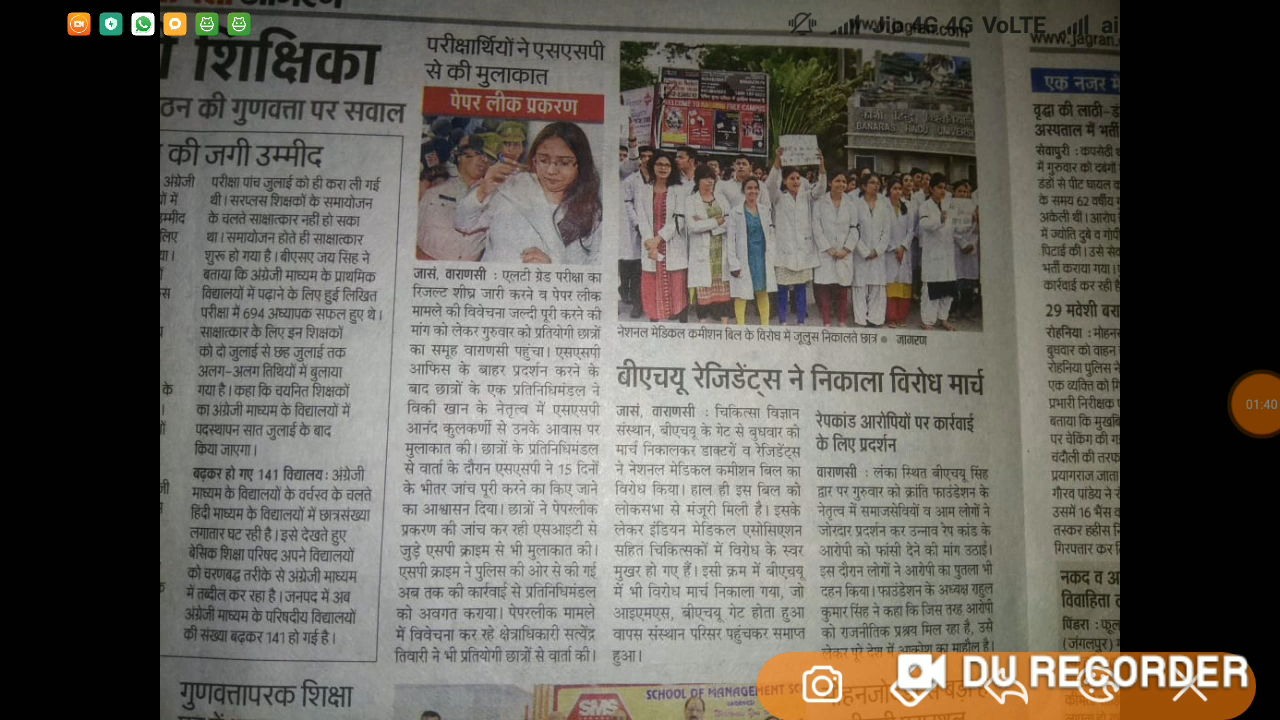 www.jagran.com
Jio 4G 4G VoLTE
ai
www.jagran.c
शिक्षिका
ठन की गुणवत्ता पर सवाल
की जगी उम्मीद
परीक्षा पांच जुलाई को ही करा ली गई
थी। सरप्लस शिक्षकों के समायोजन
के चलते साक्षात्कार नहीं हो सका
था। समायोजन होते ही साक्षात्कार
शुरू हो गया है। बीएसए जय सिंह ने
बताया कि अंग्रेजी माध्यम के प्राथमिक
विद्यालयों में पढ़ाने के लिए हुई लिखित
परीक्षा में 694 अध्यापक सफल हुए थे।
साक्षात्कार के लिए इन शिक्षकों
को दो जुलाई से छह जुलाई तक
अलग-अलग तिथियों में बुलाया
गया है। कहा कि चयनित शिक्षकों
का अंग्रेजी माध्यम के विद्यालयों में
पदस्थापन सात जुलाई के बाद
किया जाएगा।
बढ़कर हो गए 141 विद्यालय : अंग्रेजी
माध्यम के विद्यालयों के वर्चस्व के चलते
हिंदी माध्यम के विद्यालयों में छात्रसंख्या
लगातार घट रही है। इसे देखते हुए
बेसिक शिक्षा परिषद अपने विद्यालयों
को चरणबद्ध तरीके से अंग्रेजी माध्यम
में तब्दील कर रहा है। जनपद में अब
अंग्रेजी माध्यम के परिषदीय विद्यालयों
की संख्या बढ़कर 141 हो गई है।
गुणवत्तापरक शिक्षा
परीक्षार्थियों ने एसएसपी
से की मुलाकात
पेपर लीक प्रकरण
जासं, वाराणसी : एलटी ग्रेड परीक्षा का
रिजल्ट शीघ्र जारी करने व पेपर लीक
मामले की विवेचना जल्दी पूरी करने की
मांग को लेकर गुरुवार को प्रतियोगी छात्रों
का समूह वाराणसी पहुंचा। एसएसपी
आफिस के बाहर प्रदर्शन करने के
बाद छात्रों के एक प्रतिनिधिमंडल ने
विकी खान के नेतृत्व में एसएसपी
आनंद कुलकर्णी से उनके आवास पर
मुलाकात की। छात्रों के प्रतिनिधिमंडल
से वार्ता के दौरान एसएसपी ने 15 दिनों
के भीतर जांच पूरी करने का किए जाने
का आश्वासन दिया। छात्रों ने पेपरलीक
प्रकरण की जांच कर रही एसआइटी से
जुड़े एसपी क्राइम से भी मुलाकात की।
एसपी क्राइम ने पुलिस की ओर से की गई
अब तक की कार्रवाई से प्रतिनिधिमंडल
को अवगत कराया। पेपरलीक मामले
में विवेचना कर रहे क्षेत्राधिकारी सत्येंद्र
तिवारी ने भी प्रतियोगी छात्रों से वार्ता की।
BANARAS HINDU UNIVERSI
नेशनल मेडिकल कमीशन बिल के विरोध में जूलुस निकालते छात्र ● जागरण
बीएचयू रेजिडेंट्स ने निकाला विरोध मार्च
जासं, वाराणसी : चिकित्सा विज्ञान
संस्थान, बीएचयू के गेट से बुधवार को
मार्च निकालकर डाक्टरों व रेजिडेंट्स
ने नेशनल मेडिकल कमीशन बिल का
विरोध किया। हाल ही इस बिल को
लोकसभा से मंजूरी मिली है। इसके
लेकर इंडियन मेडिकल एसोसिएशन
सहित चिकित्सकों में विरोध के स्वर
मुखर हो गए हैं। इसी क्रम में बीएचयू
में भी विरोध मार्च निकाला गया, जो
आइएमएस, बीएचयू गेट होता हुआ
वापस संस्थान परिसर पहुंचकर समाप्त
हुआ।
रेपकांड आरोपियों पर कार्रवाई
के लिए प्रदर्शन
वाराणसी : लंका स्थित बीएचयू सिंह
द्वार पर गुरुवार को क्रांति फाउंडेशन के
नेतृत्व में समाजसेवियों व आम लोगों ने
जोरदार प्रदर्शन कर उन्नाव रेप कांड के
आरोपी को फांसी देने की मांग उठाई।
इस दौरान लोगों ने आरोपी का पुतला भी
दहन किया। फाउंडेशन के अध्यक्ष राहुल
कुमार सिंह ने कहा कि जिस तरह आरोपी
को राजनीतिक प्रश्रय मिल रहा है, उसे
लेकर पूरे देश में आक्रोश का माहौल है।
SMS
SCHOOL OF MANAGEMENT SC
एक नजर में
वृद्धा की लाठी-डं
अस्पताल में भर्ती
29 मवेशी बरा
नकद व आ
विवाहिता
01:40
DU RECORDER